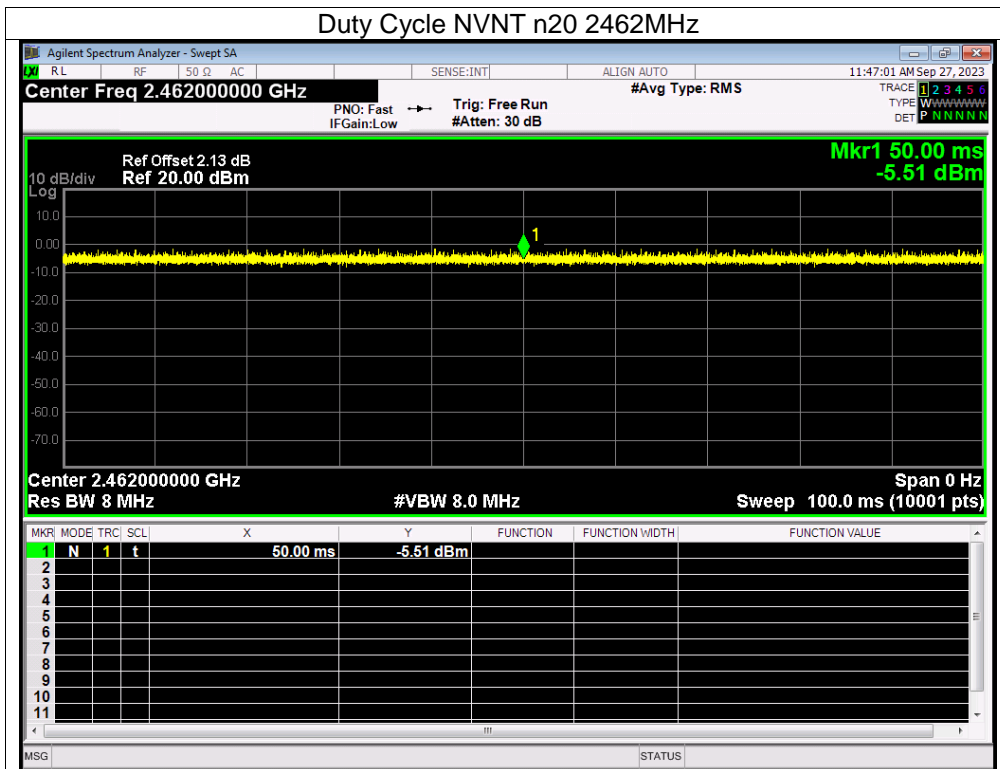 Duty Cycle NVNT n20 2462MHz
Agilent Spectrum Analyzer - Swept SA
LXI RL RF 50 Ω AC SENSE:INT ALIGN AUTO 11:47:01 AM Sep 27, 2023
Center Freq 2.462000000 GHz #Avg Type: RMS TRACE 1 2 3 4 5 6
PNO: Fast Trig: Free Run TYPE WWWWWWW
IFGain:Low #Atten: 30 dB DET P N N N N N
Mkr1 50.00 ms
Ref Offset 2.13 dB
-5.51 dBm
10 dB/div Ref 20.00 dBm
Log
10.0
1
0.00
-10.0
-20.0
-30.0
-40.0
-50.0
-60.0
-70.0
Center 2.462000000 GHz Span 0 Hz
Res BW 8 MHz #VBW 8.0 MHz Sweep 100.0 ms (10001 pts)
MKR MODE TRC SCL X Y FUNCTION FUNCTION WIDTH FUNCTION VALUE
1 N 1 t 50.00 ms -5.51 dBm
2
3
4
5
6
7
8
9
10
11
MSG STATUS